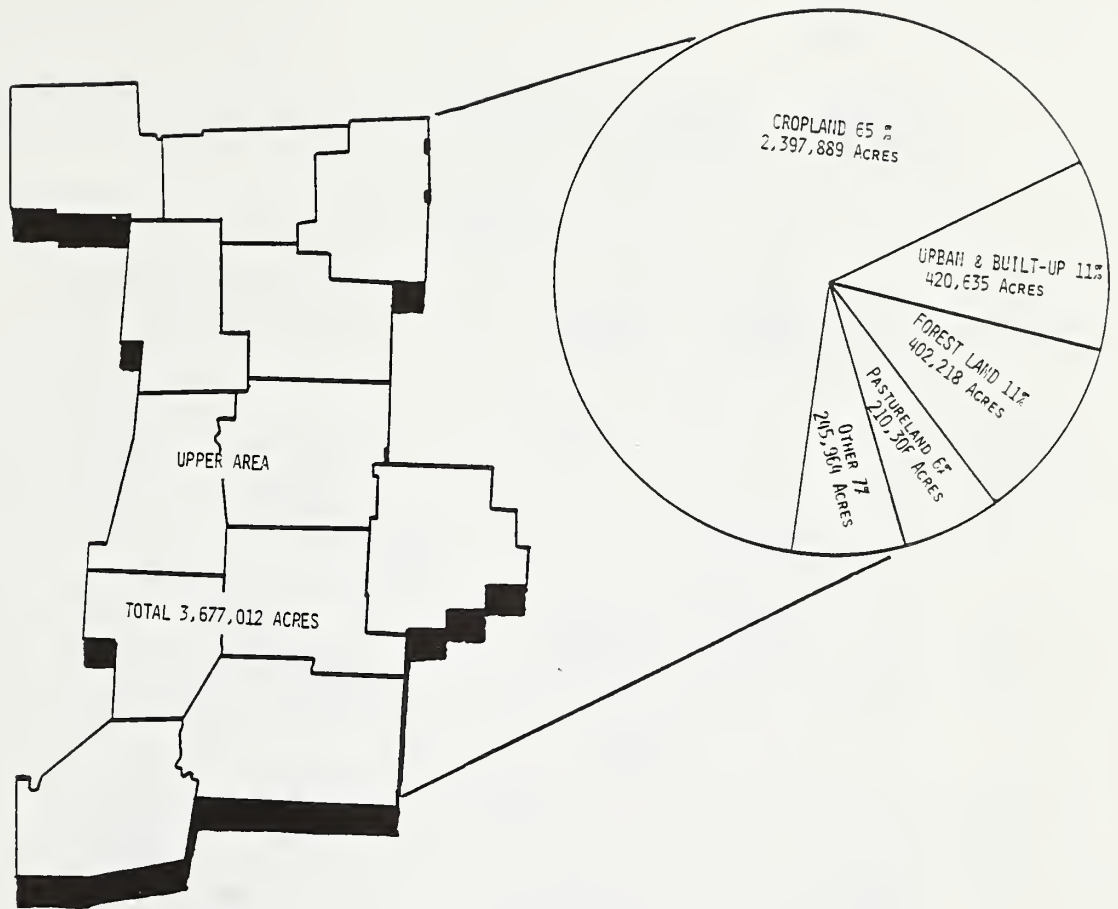 CROPLAND 65 %
2,397,889 ACRES
URBAN & BUILT-UP 11%
420,635 ACRES
FOREST LAND 11%
402,218 ACRES
PASTURELAND 6%
210,306 ACRES
OTHER 7%
245,964 ACRES
UPPER AREA
TOTAL 3,677,012 ACRES